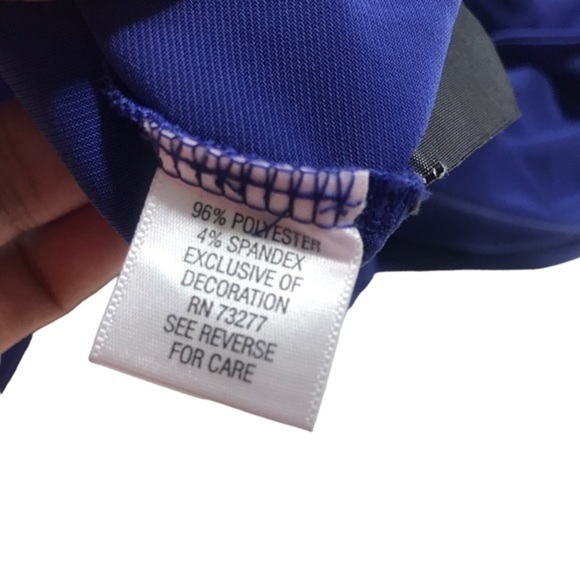 96% POLYESTER
4% SPANDEX
EXCLUSIVE OF
DECORATION
RN 73277
SEE REVERSE
FOR CARE